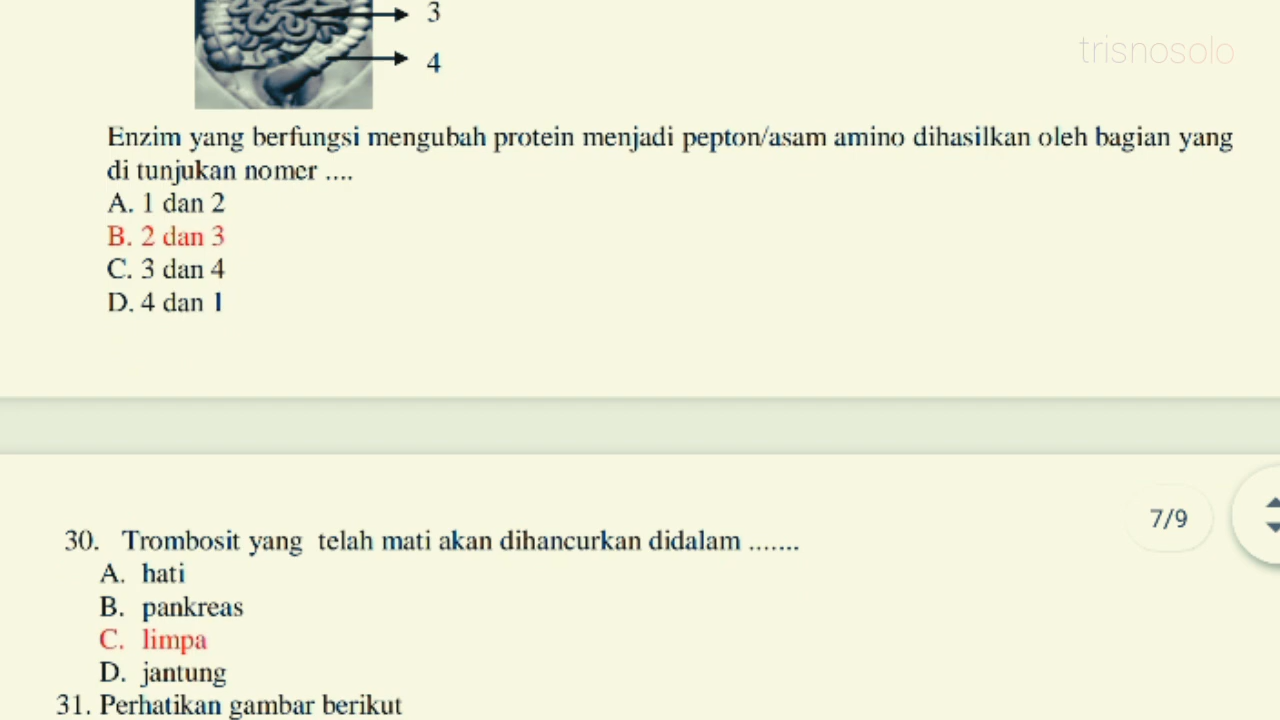 3
trisnosolo
4
Enzim yang berfungsi mengubah protein menjadi pepton/asam amino dihasilkan oleh bagian yang
di tunjukan nomer ....
A. 1 dan 2
B. 2 dan 3
C. 3 dan 4
D. 4 dan 1
7/9
30. Trombosit yang telah mati akan dihancurkan didalam .......
A. hati
B. pankreas
C. limpa
D. jantung
31. Perhatikan gambar berikut